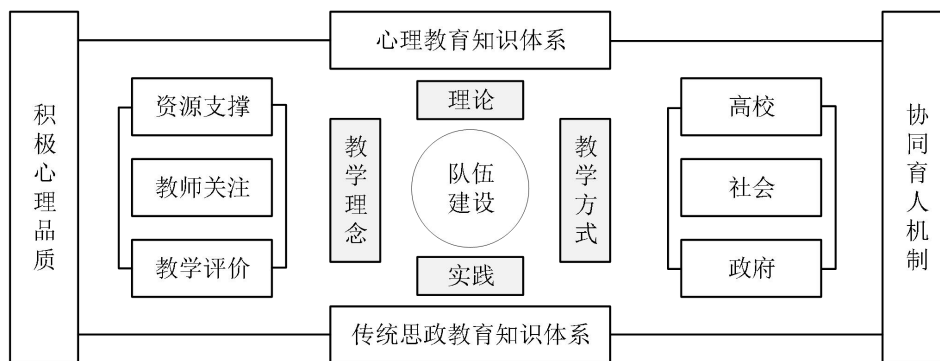 心理教育知识体系
积极心理品质
资源支撑
教师关注
教学评价
理论
教学理念
队伍
建设
教学方式
实践
高校
社会
政府
协同育人机制
传统思政教育知识体系